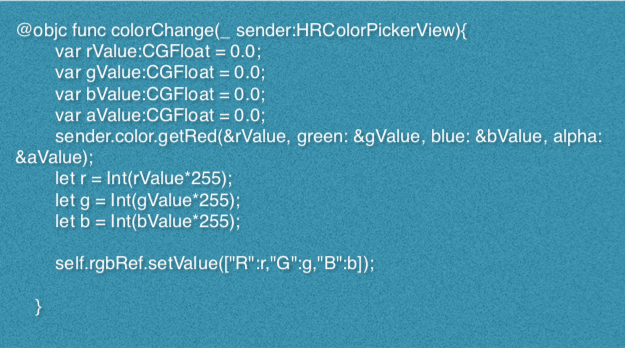 @objc func colorChange(_ sender:HRColorPickerView){
var rValue:CGFloat = 0.0;
var gValue:CGFloat = 0.0;
var bValue:CGFloat = 0.0;
var aValue:CGFloat = 0.0;
sender.color.getRed(&rValue, green: &gValue, blue: &bValue, alpha:
&aValue);
let r = Int(rValue*255);
let g = Int(gValue*255);
let b = Int(bValue*255);
self.rgbRef.setValue(["R":r,"G":g,"B":b]);
}